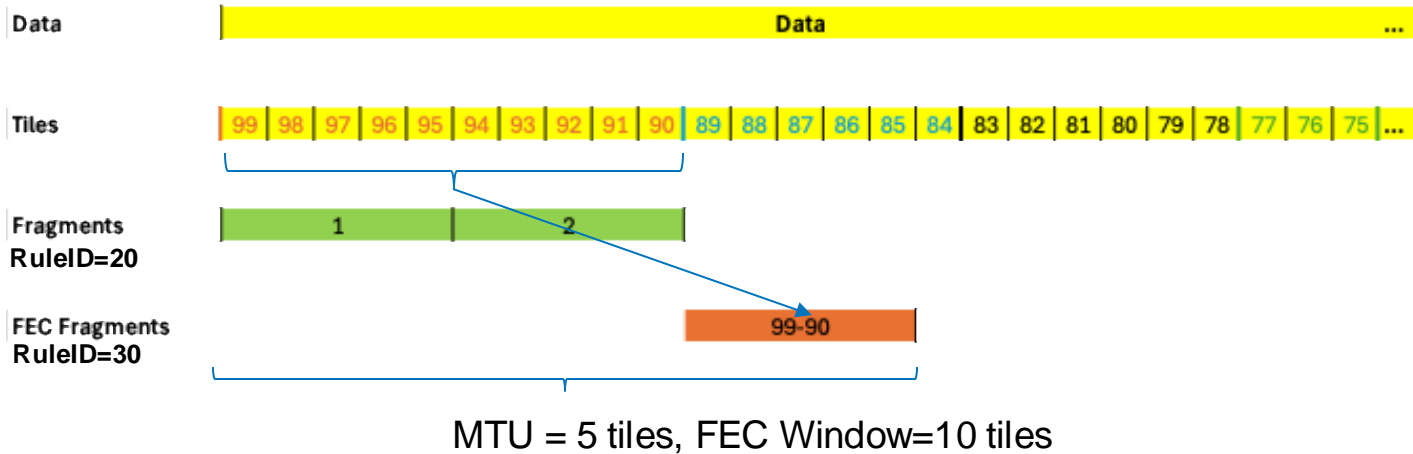 Data Data ...
Tiles 99 98 97 96 95 94 93 92 91 90 89 88 87 86 85 84 83 82 81 80 79 78 77 76 75 ...
Fragments 1 2
RuleID=20
FEC Fragments 99-90
RuleID=30
MTU = 5 tiles, FEC Window=10 tiles